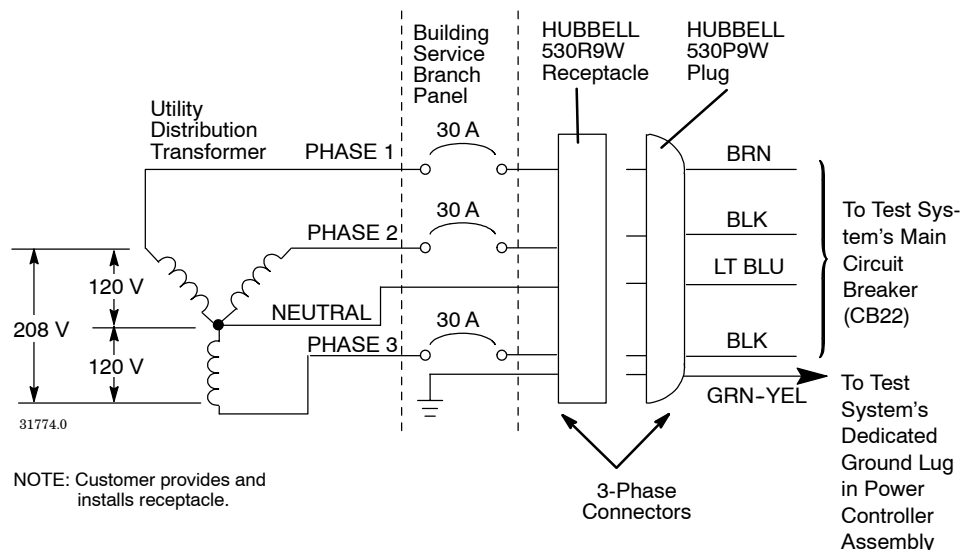 Building
Service
Branch
Panel
HUBBELL
530R9W
Receptacle
HUBBELL
530P9W
Plug
Utility
Distribution
Transformer
PHASE 1
30 A
BRN
PHASE 2
30 A
BLK
LT BLU
NEUTRAL
PHASE 3
30 A
BLK
GRN-YEL
120 V
208 V
120 V
31774.0
To Test Sys-
tem's Main
Circuit
Breaker
(CB22)
To Test
System's
Dedicated
Ground Lug
in Power
Controller
Assembly
NOTE: Customer provides and
installs receptacle.
3-Phase
Connectors